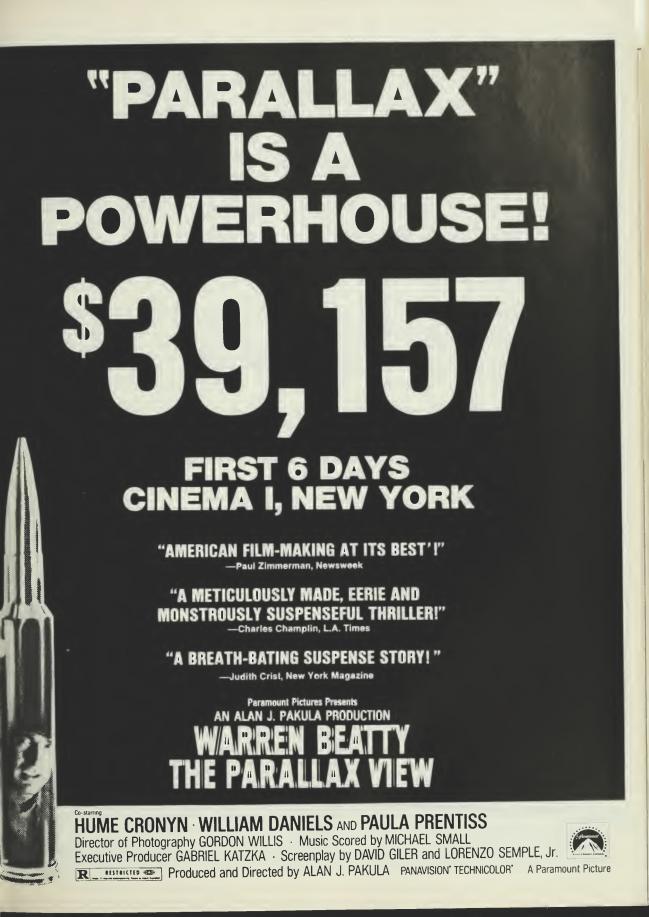 "PARALLAX"
IS A
POWERHOUSE!
$39,157
FIRST 6 DAYS
CINEMA I, NEW YORK
"AMERICAN FILM-MAKING AT ITS BEST'!"
—Paul Zimmerman, Newsweek
"A METICULOUSLY MADE, EERIE AND
MONSTROUSLY SUSPENSEFUL THRILLER!"
—Charles Champlin, L.A. Times
"A BREATH-BATING SUSPENSE STORY! "
—Judith Crist, New York Magazine
Paramount Pictures Presents
AN ALAN J. PAKULA PRODUCTION
WARREN BEATTY
THE PARALLAX VIEW
Co-starring
HUME CRONYN · WILLIAM DANIELS AND PAULA PRENTISS
Director of Photography GORDON WILLIS · Music Scored by MICHAEL SMALL
Executive Producer GABRIEL KATZKA · Screenplay by DAVID GILER and LORENZO SEMPLE, Jr.
R RESTRICTED Produced and Directed by ALAN J. PAKULA PANAVISION® TECHNICOLOR® A Paramount Picture
Paramount